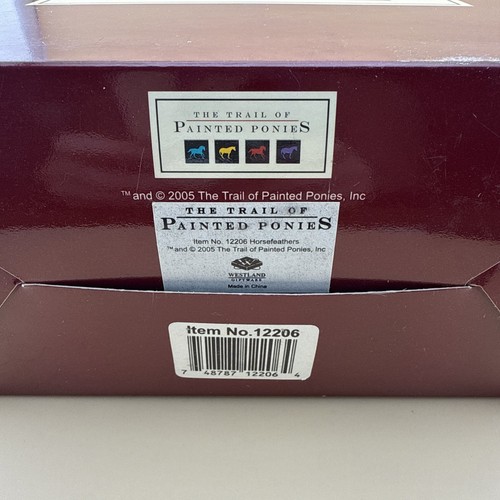 THE TRAIL OF
PAINTED PONIES
TM and © 2005 The Trail of Painted Ponies, Inc
THE TRAIL OF
PAINTED PONIES
Item No. 12206 Horsefeathers
TM and © 2005 The Trail of Painted Ponies, Inc
WESTLAND
GIFTWARE
Made in China
Item No.12206
7 48787 12206 4